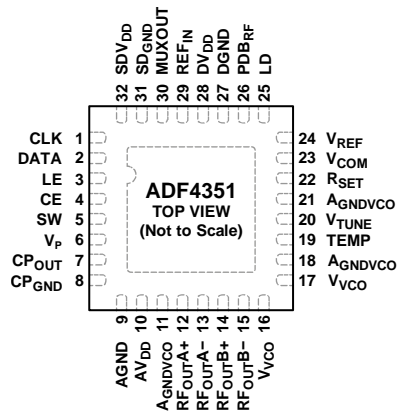 32 SDVDD
31 SDGND
30 MUXOUT
29 REFIN
28 DVDD
27 DGND
26 PDBRF
25 LD
CLK 1
DATA 2
LE 3
CE 4
SW 5
VP 6
CPOUT 7
CPGND 8
ADF4351
TOP VIEW
(Not to Scale)
24 VREF
23 VCOM
22 RSET
21 AGNDVCO
20 VTUNE
19 TEMP
18 AGNDVCO
17 VVCO
AGND 9
AVDD 10
AGNDVCO 11
RFOUTA+ 12
RFOUTA− 13
RFOUTB+ 14
RFOUTB− 15
VVCO 16